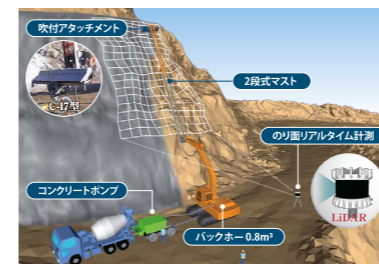 吹付アタッチメント
C-17型
2段式マスト
のり面リアルタイム計測
コンクリートポンプ
LiDAR
バックホー0.8m³